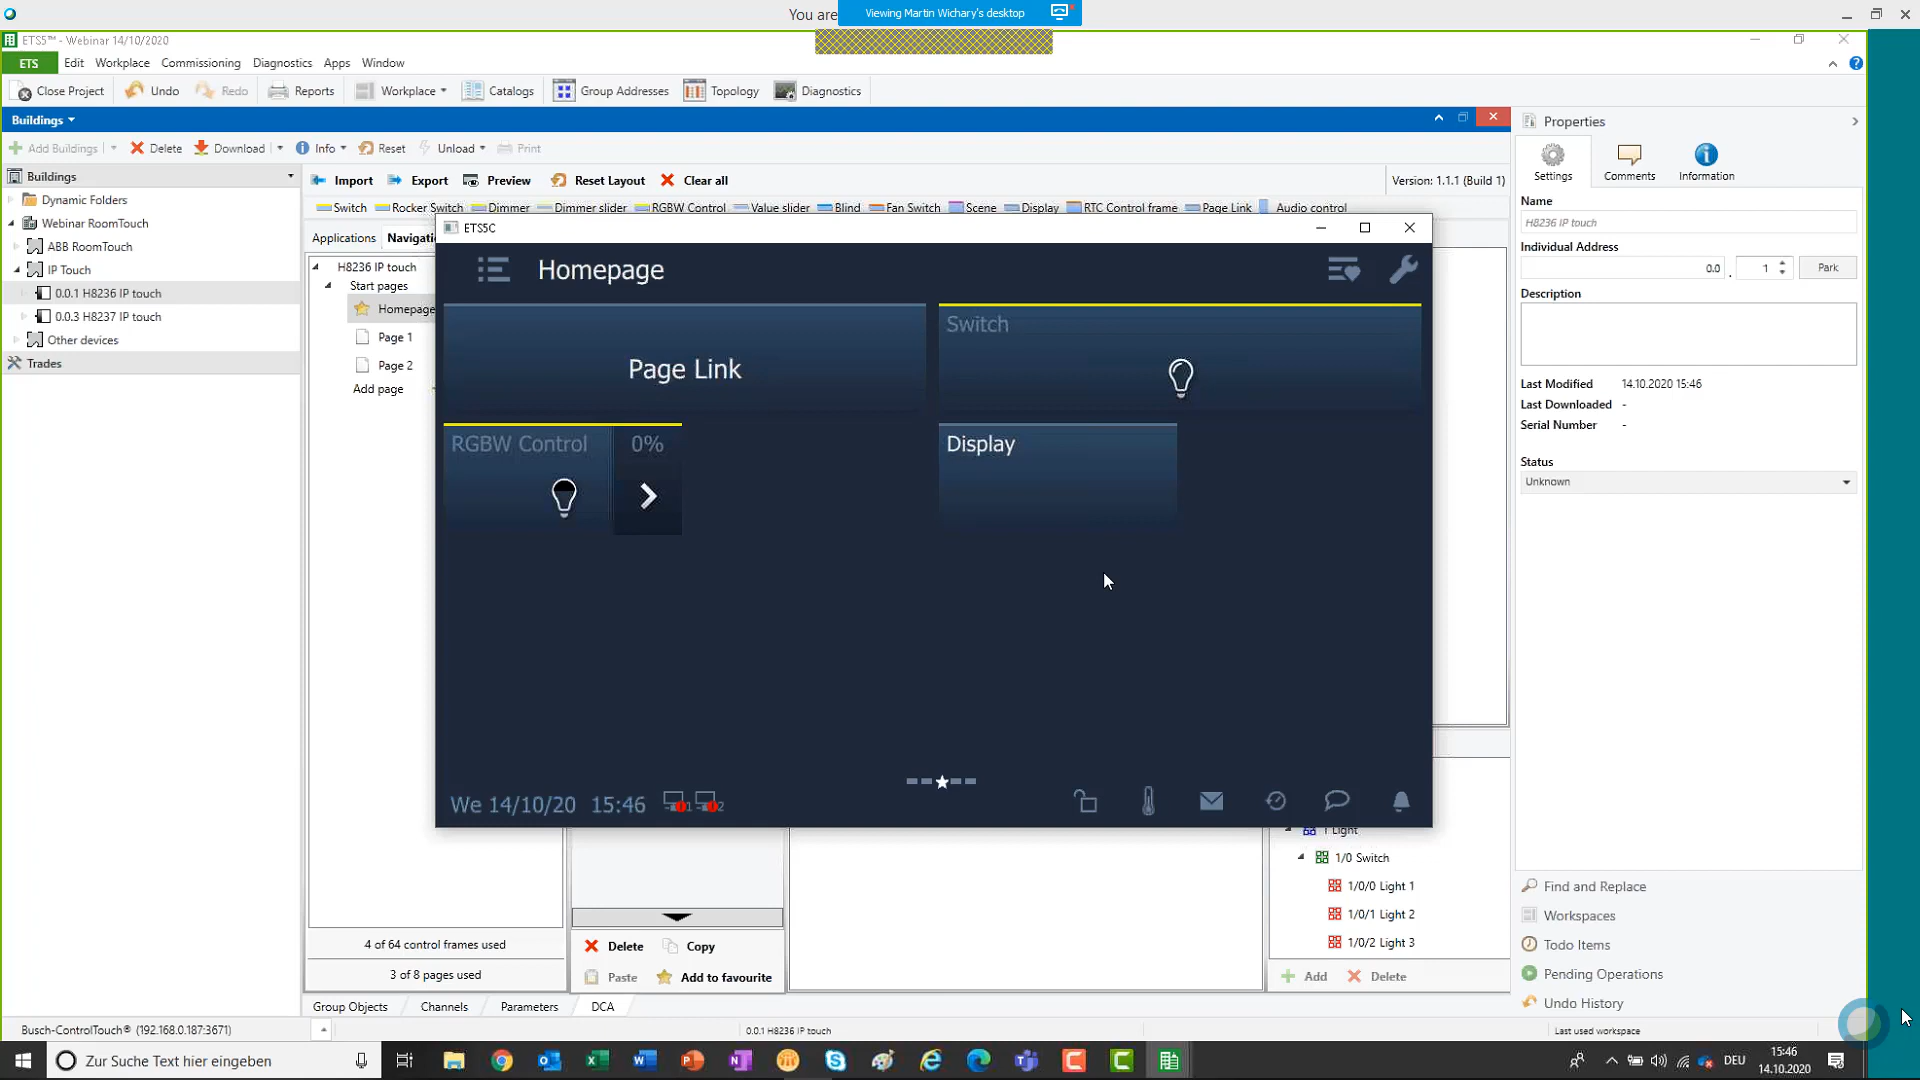 You are
Viewing Martin Wichary's desktop
ETS5™ - Webinar 14/10/2020
ETS Edit Workplace Commissioning Diagnostics Apps Window
Close Project Undo Redo Reports Workplace Catalogs Group Addresses Topology Diagnostics
Buildings
Add Buildings Delete Download Info Reset Unload Print
Buildings
Dynamic Folders
Webinar RoomTouch
ABB RoomTouch
IP Touch
0.0.1 H8236 IP touch
0.0.3 H8237 IP touch
Other devices
Trades
Import Export Preview Reset Layout Clear all
Version: 1.1.1 (Build 1)
Switch Rocker Switch Dimmer Dimmer slider RGBW Control Value slider Blind Fan Switch Scene Display RTC Control frame Page Link Audio control
Applications Navigati
H8236 IP touch
Start pages
Homepage
Page 1
Page 2
Add page
ETS5C
Homepage
Page Link
Switch
RGBW Control 0%
Display
We 14/10/20 15:46 1 2
1 Light
1/0 Switch
1/0/0 Light 1
1/0/1 Light 2
1/0/2 Light 3
Add Delete
4 of 64 control frames used
3 of 8 pages used
Delete Copy
Paste Add to favourite
Group Objects Channels Parameters DCA
Properties
Settings Comments Information
Name
H8236 IP touch
Individual Address
0.0 . 1 Park
Description
Last Modified 14.10.2020 15:46
Last Downloaded -
Serial Number -
Status
Unknown
Find and Replace
Workspaces
Todo Items
Pending Operations
Undo History
Busch-ControlTouch® (192.168.0.187:3671)
0.0.1 H8236 IP touch
Last used workspace
Zur Suche Text hier eingeben
DEU
15:46
14.10.2020